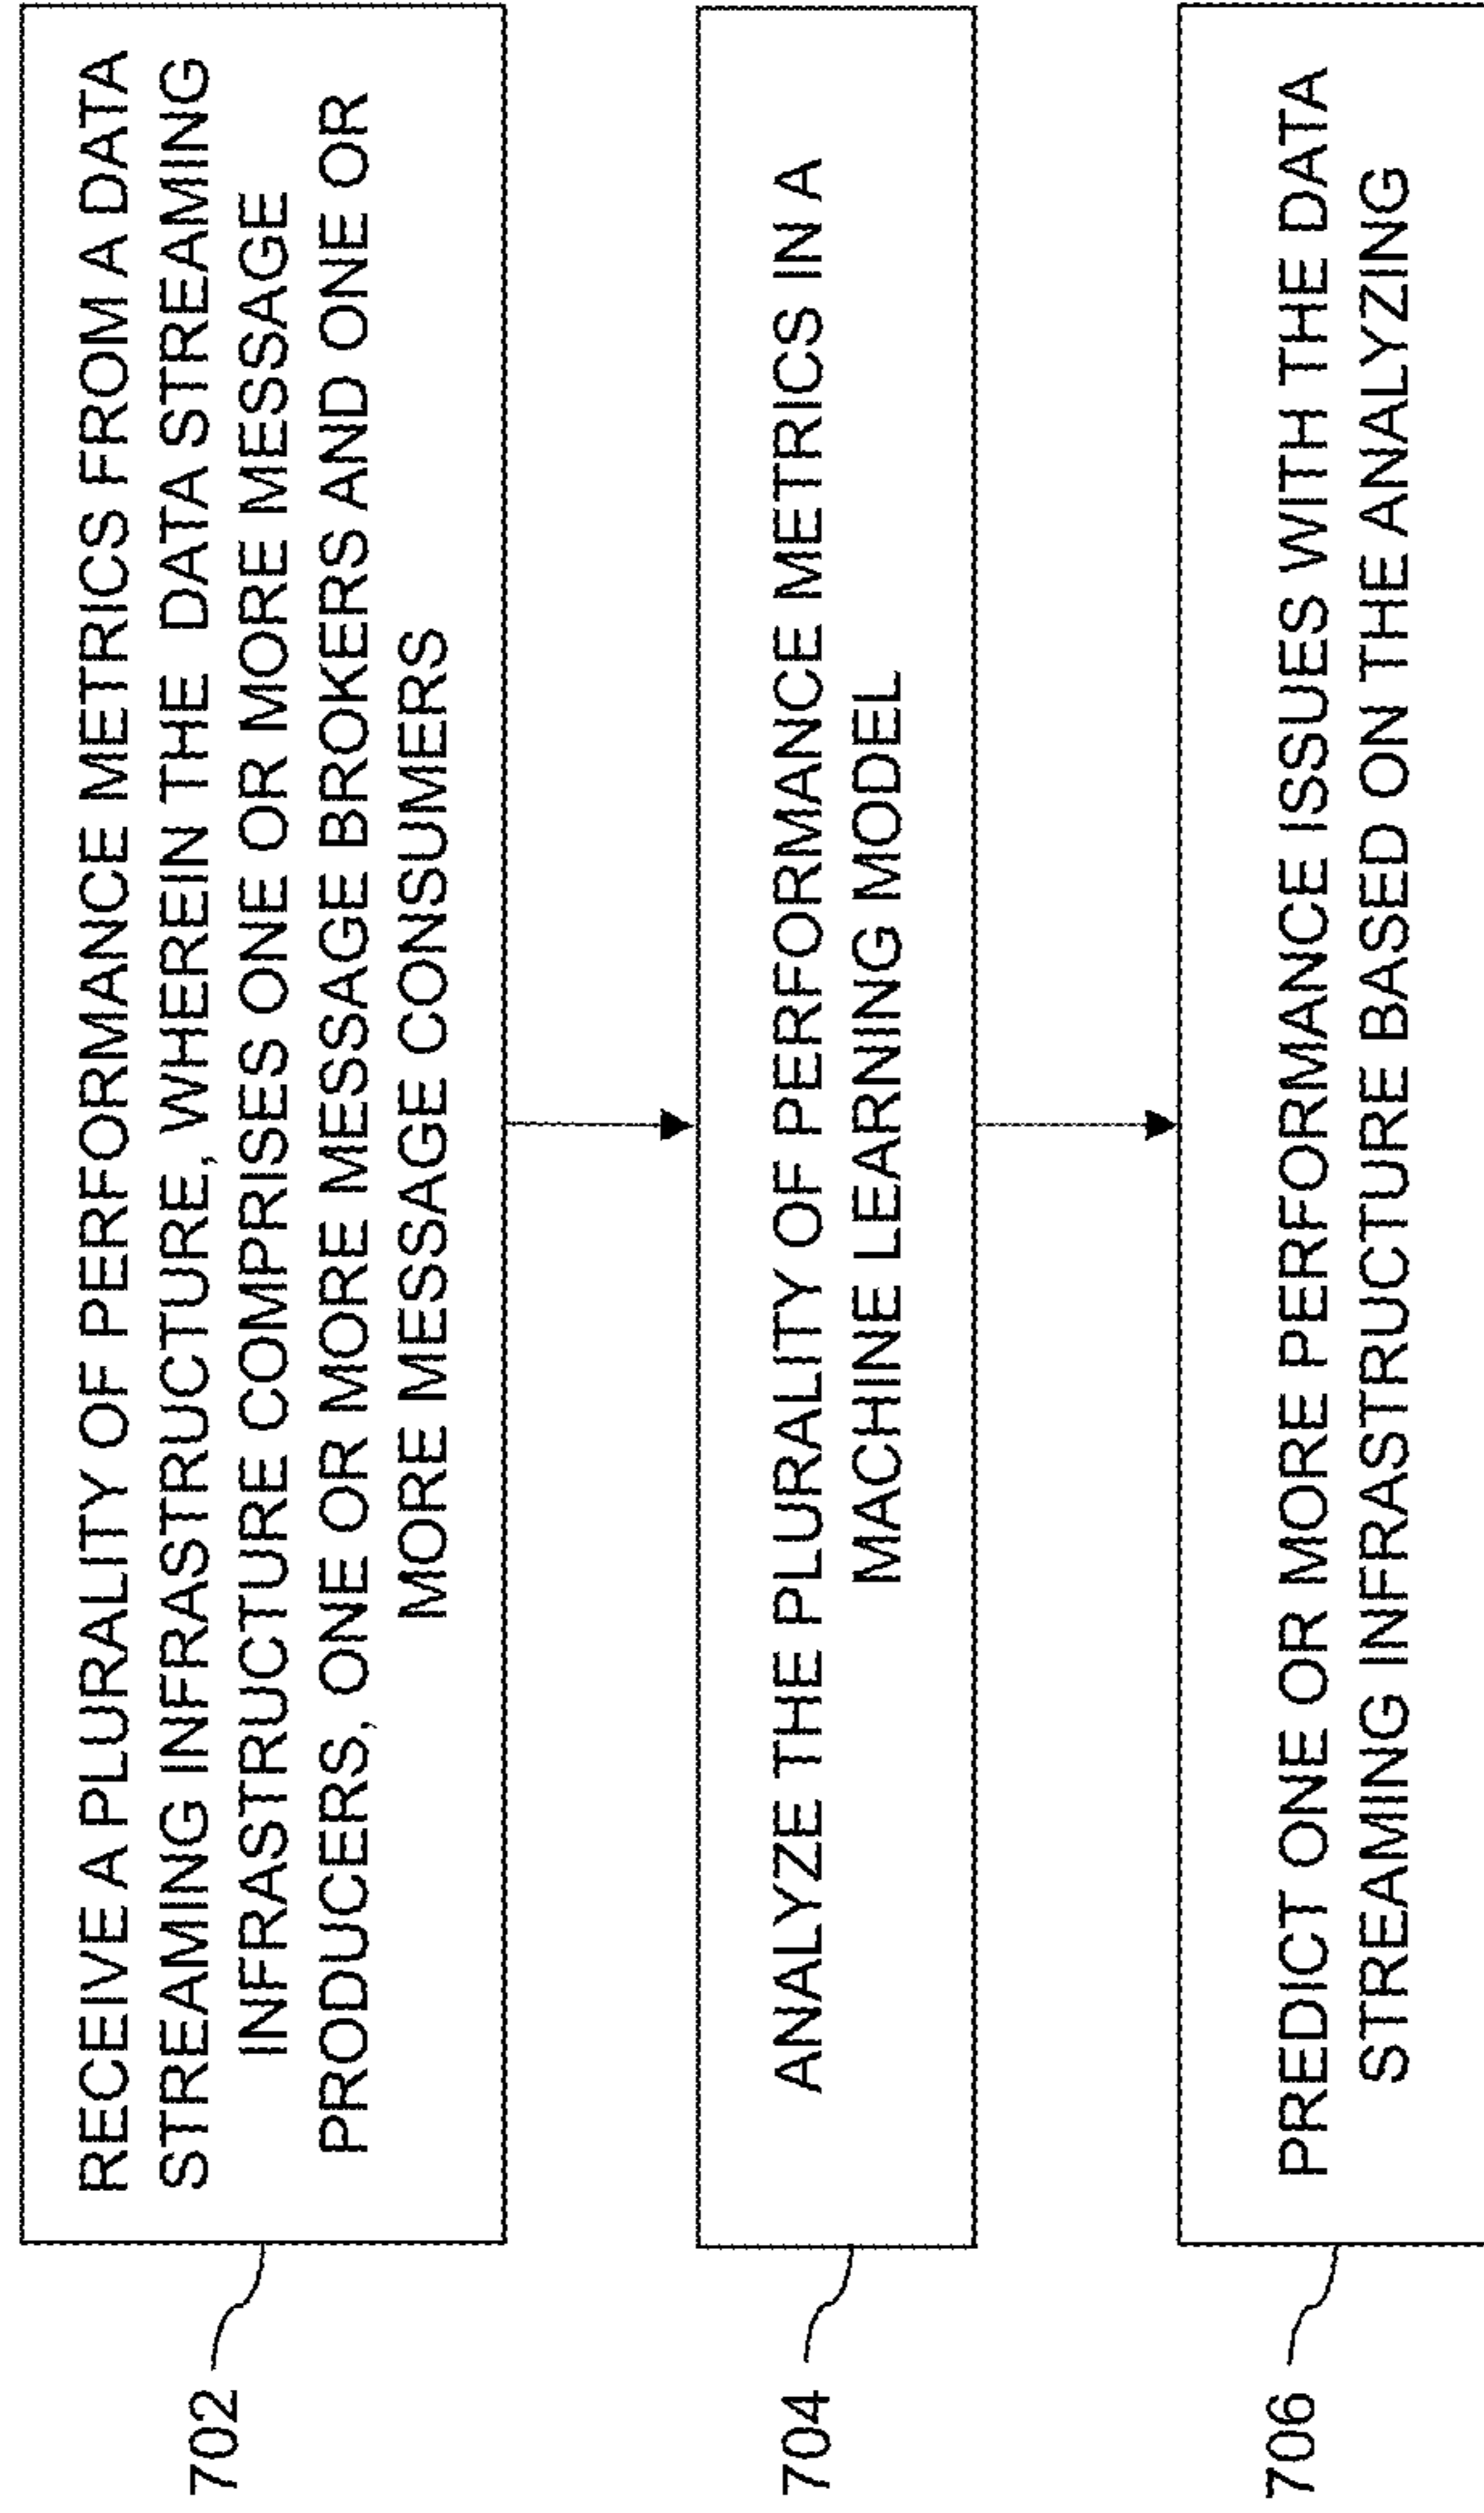 702
RECEIVE A PLURALITY OF PERFORMANCE METRICS FROM A DATA
STREAMING INFRASTRUCTURE, WHEREIN THE DATA STREAMING
INFRASTRUCTURE COMPRISES ONE OR MORE MESSAGE
PRODUCERS, ONE OR MORE MESSAGE BROKERS AND ONE OR
MORE MESSAGE CONSUMERS
704
ANALYZE THE PLURALITY OF PERFORMANCE METRICS IN A
MACHINE LEARNING MODEL
706
PREDICT ONE OR MORE PERFORMANCE ISSUES WITH THE DATA
STREAMING INFRASTRUCTURE BASED ON THE ANALYZING